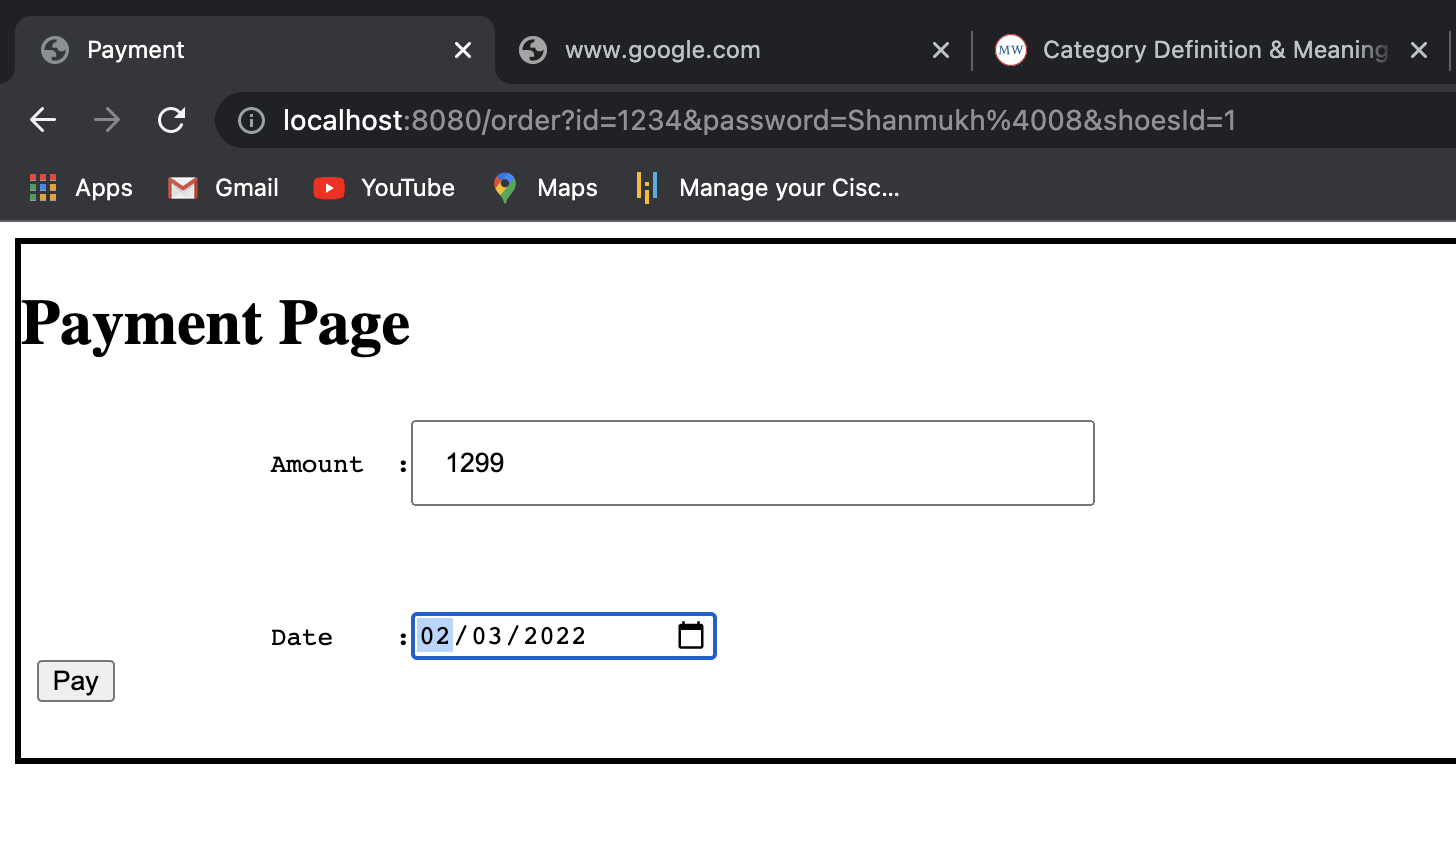 Payment www.google.com MW Category Definition & Meaning
localhost:8080/order?id=1234&password=Shanmukh%4008&shoesId=1
Apps Gmail YouTube Maps Manage your Cisc...
Payment Page
Amount : 1299
Date : 02/03/2022
Pay